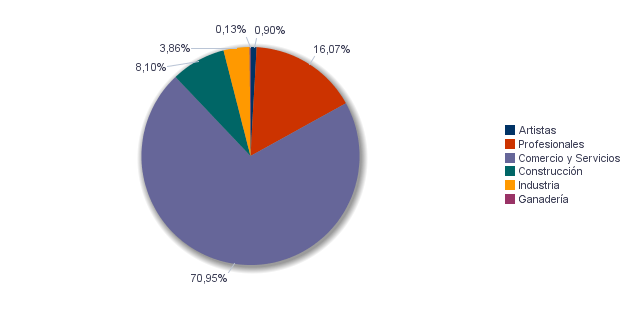 0,13%
0,90%
3,86%
16,07%
8,10%
70,95%
Artistas
Profesionales
Comercio y Servicios
Construcción
Industria
Ganadería